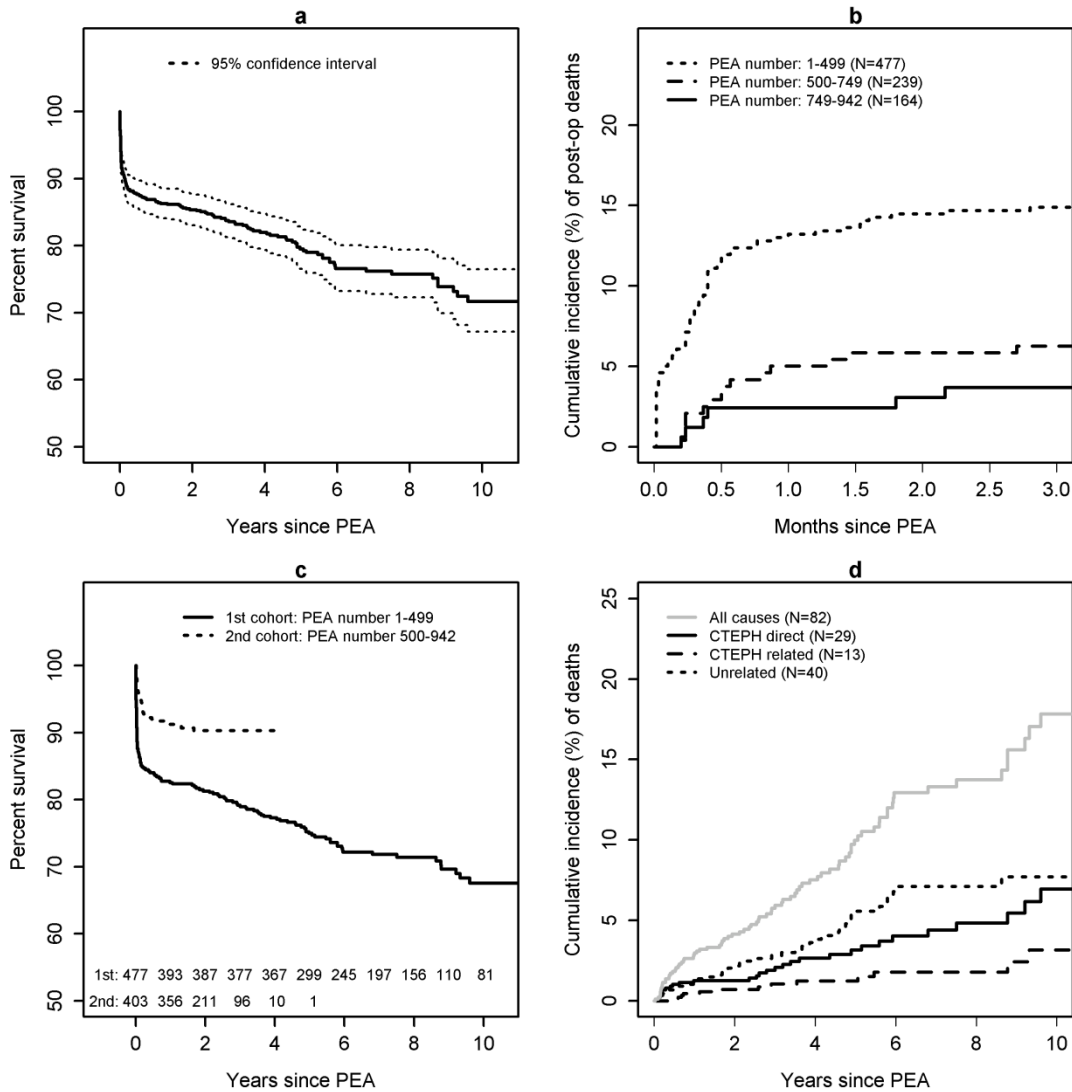 a
95% confidence interval
Percent survival
100
90
80
70
60
50
0 2 4 6 8 10
Years since PEA
b
PEA number: 1-499 (N=477)
PEA number: 500-749 (N=239)
PEA number: 749-942 (N=164)
Cumulative incidence (%) of post-op deaths
20
15
10
5
0
0.0 0.5 1.0 1.5 2.0 2.5 3.0
Months since PEA
c
1st cohort: PEA number 1-499
2nd cohort: PEA number 500-942
Percent survival
100
90
80
70
60
50
1st: 477 393 387 377 367 299 245 197 156 110 81
2nd: 403 356 211 96 10 1
0 2 4 6 8 10
Years since PEA
d
All causes (N=82)
CTEPH direct (N=29)
CTEPH related (N=13)
Unrelated (N=40)
Cumulative incidence (%) of deaths
25
20
15
10
5
0
0 2 4 6 8 10
Years since PEA